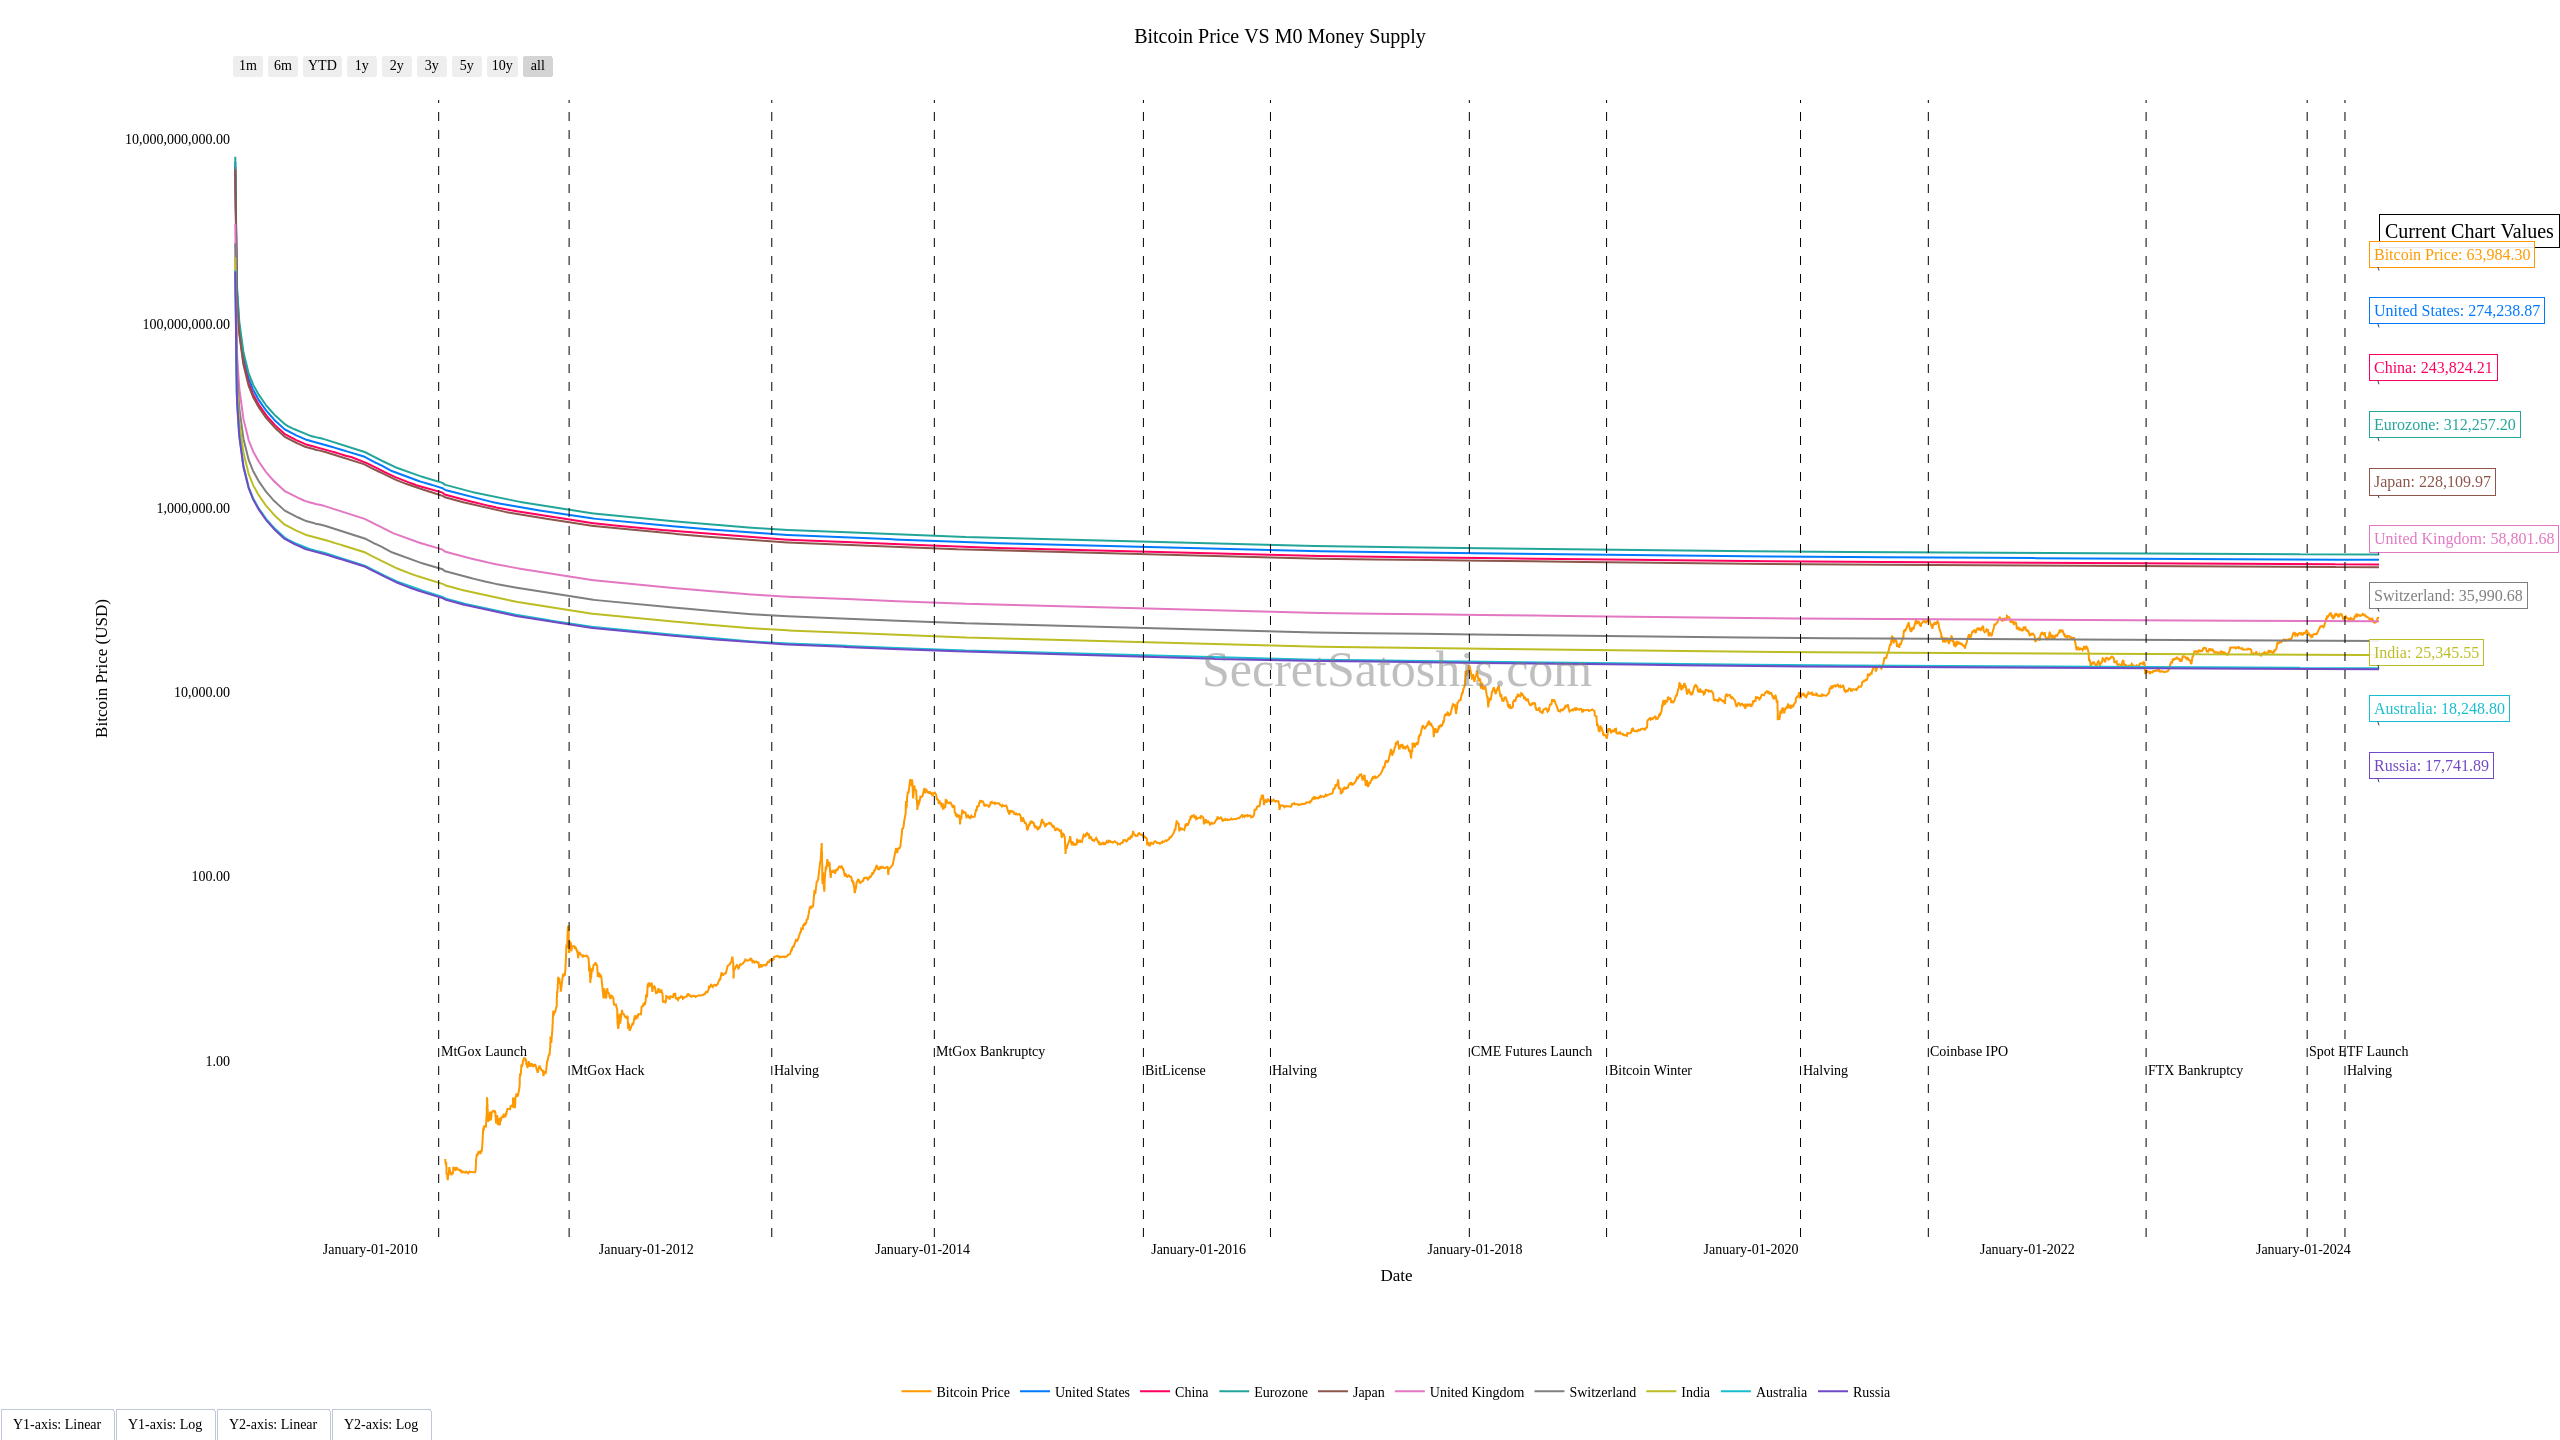 Bitcoin Price VS M0 Money Supply
1m 6m YTD 1y 2y 3y 5y 10y all
10,000,000,000.00
100,000,000.00
1,000,000.00
10,000.00
100.00
1.00
Bitcoin Price (USD)
Current Chart Values
Bitcoin Price: 63,984.30
United States: 274,238.87
China: 243,824.21
Eurozone: 312,257.20
Japan: 228,109.97
United Kingdom: 58,801.68
Switzerland: 35,990.68
India: 25,345.55
Australia: 18,248.80
Russia: 17,741.89
SecretSatoshis.com
MtGox Launch
MtGox Hack
Halving
MtGox Bankruptcy
BitLicense
Halving
CME Futures Launch
Bitcoin Winter
Halving
Coinbase IPO
FTX Bankruptcy
Spot ETF Launch
Halving
January-01-2010 January-01-2012 January-01-2014 January-01-2016 January-01-2018 January-01-2020 January-01-2022 January-01-2024
Date
Bitcoin Price United States China Eurozone Japan United Kingdom Switzerland India Australia Russia
Y1-axis: Linear Y1-axis: Log Y2-axis: Linear Y2-axis: Log